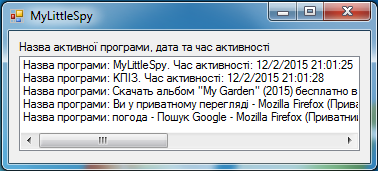 MyLittleSpy
Назва активної програми, дата та час активності
Назва програми: MyLittleSpy. Час активності: 12/2/2015 21:01:25
Назва програми: КПІЗ. Час активності: 12/2/2015 21:01:28
Назва програми: Скачать альбом "My Garden" (2015) бесплатно в
Назва програми: Ви у приватному перегляді - Mozilla Firefox (Прива
Назва програми: погода - Пошук Google - Mozilla Firefox (Приватний